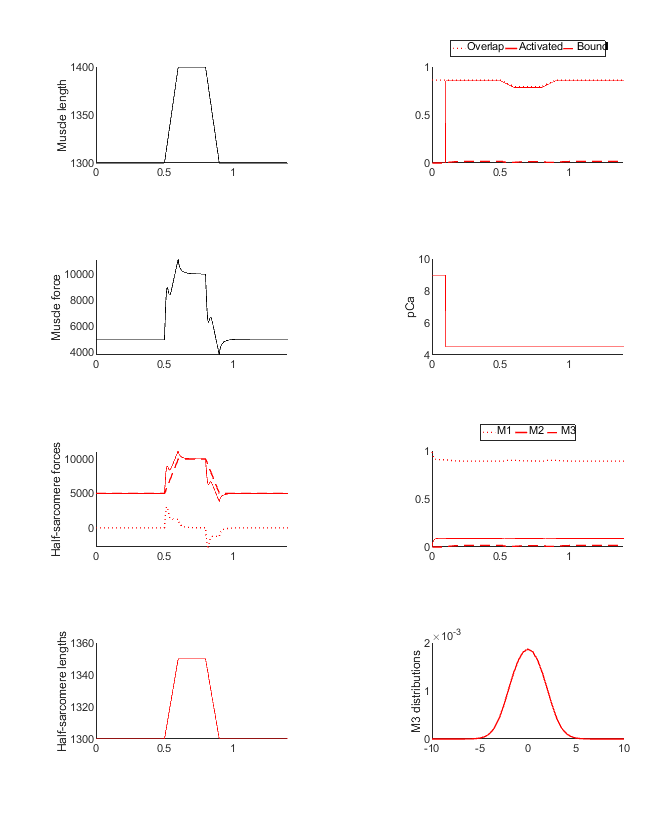 Muscle length
1400
1350
1300
0 0.5 1
Overlap Activated Bound
1
0.5
0
0 0.5 1
Muscle force
10000
8000
6000
4000
0 0.5 1
pCa
10
8
6
4
0 0.5 1
Half-sarcomere forces
10000
5000
0
0 0.5 1
M1 M2 M3
1
0.5
0
0 0.5 1
Half-sarcomere lengths
1360
1340
1320
1300
0 0.5 1
M3 distributions
×10-3
2
1
0
-10 -5 0 5 10